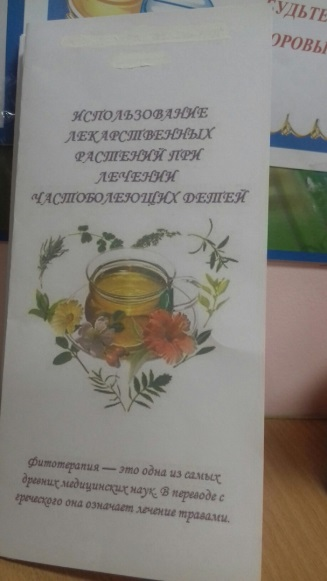 БУДЬТЕ
ИСПОЛЬЗОВАНИЕ
ЛЕКАРСТВЕННЫХ
РАСТЕНИЙ ПРИ
ЛЕЧЕНИИ
ЧАСТОБОЛЕЮЩИХ ДЕТЕЙ
Фитотерапия — это одна из самых
древних медицинских наук. В переводе с
греческого она означает лечение травами.